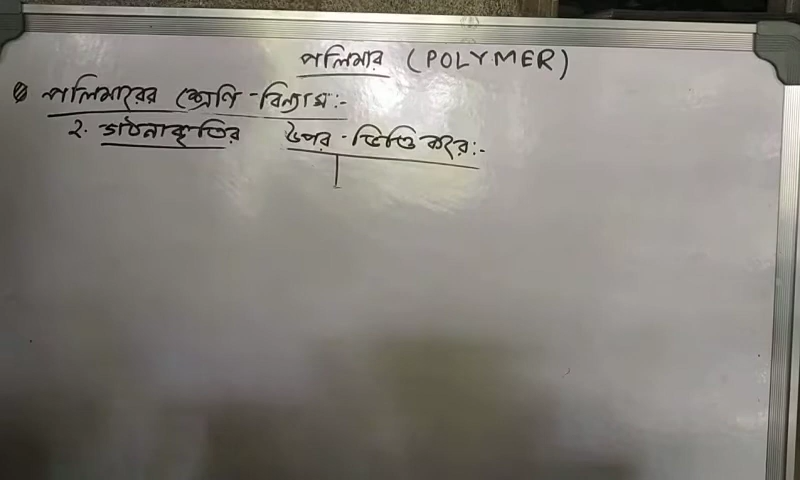 পলিমার (POLYMER)
পলিমারের শ্রেণি-বিন্যাস:-
২. গঠনাকৃতির উপর-ভিত্তি করে:-